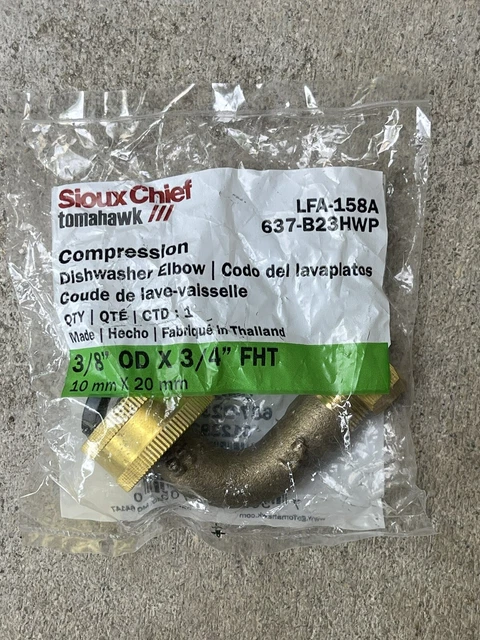 Sioux Chief
tomahawk
LFA-158A
637-B23HWP
Compression
Dishwasher Elbow | Codo del lavaplatos
Coude de lave-vaisselle
QTY | QTÉ | CTD : 1
Made | Hecho | Fabriqué in Thailand
3/8" OD X 3/4" FHT
10 mm X 20 mm
64147